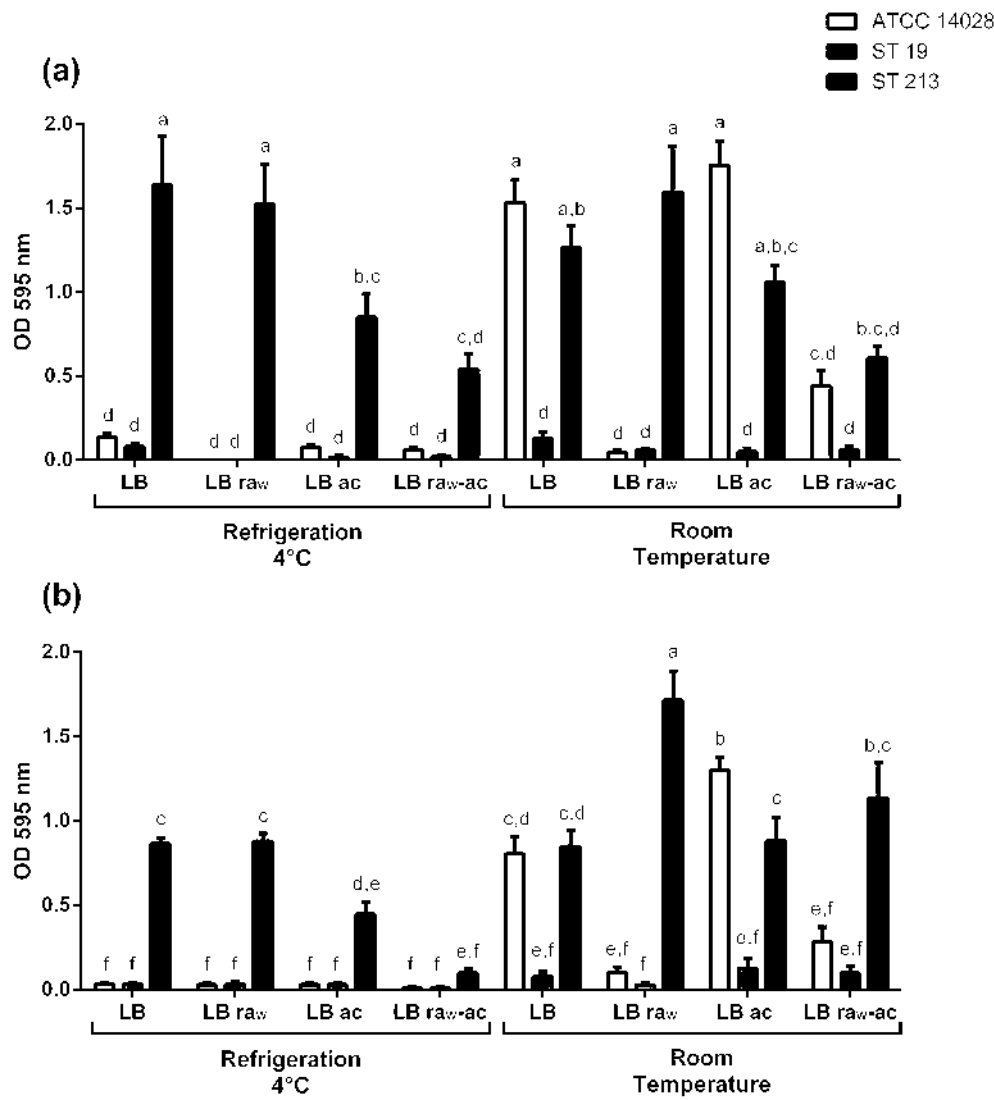 ATCC 14028
ST 19
ST 213
(a)
2.0
1.5
1.0
0.5
0.0
OD 595 nm
d d a
d d a
d d b.c
d d c,d
a d a,b
d d a
a d a,b,c
c.d d b.c,d
LB LB raw LB ac LB raw-ac LB LB raw LB ac LB raw-ac
Refrigeration
4°C
Room
Temperature
(b)
2.0
1.5
1.0
0.5
0.0
OD 595 nm
f f c
f f c
f f d,e
f f e.f
c,d e,f c.d
e,f f a
b e.f c
e,f e.f b,c
LB LB raw LB ac LB raw-ac LB LB raw LB ac LB raw-ac
Refrigeration
4°C
Room
Temperature